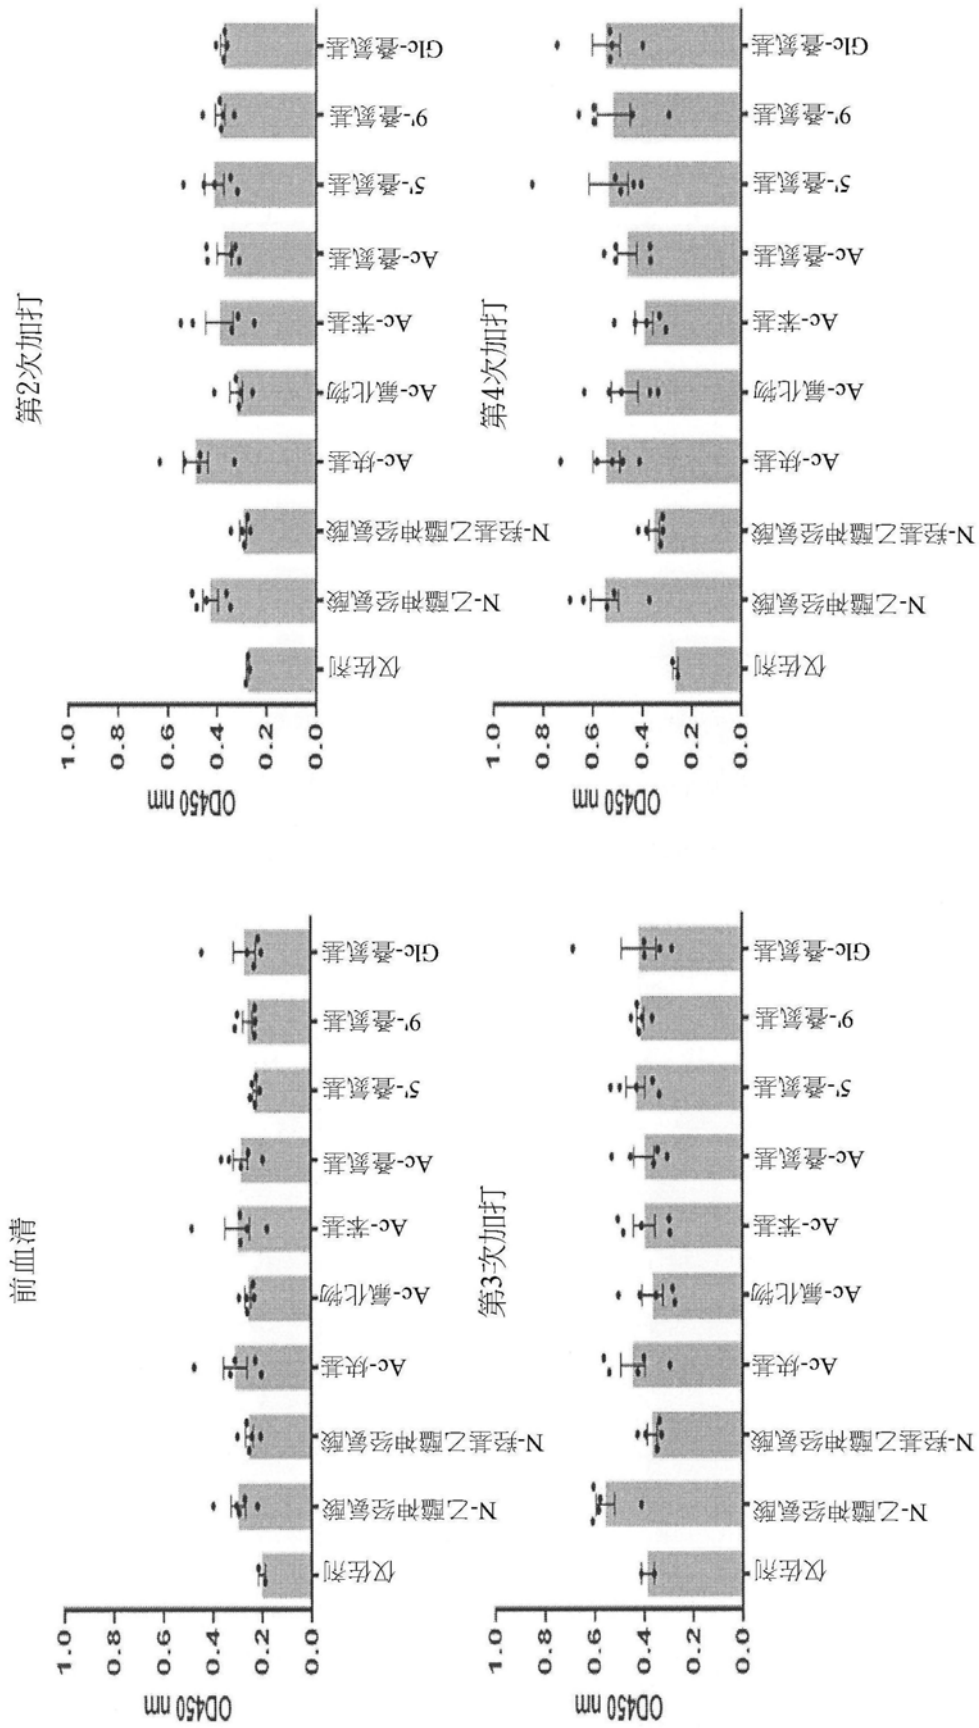 前血清
OD450 nm
1.0
0.8
0.6
0.4
0.2
0.0
仅佐剂
N-乙醯神经氨酸
N-羟基乙醯神经氨酸
Ac-炔基
Ac-氟化物
Ac-苯基
Ac-叠氮基
5'-叠氮基
9'-叠氮基
Glc-叠氮基
第2次加打
OD450 nm
1.0
0.8
0.6
0.4
0.2
0.0
仅佐剂
N-乙醯神经氨酸
N-羟基乙醯神经氨酸
Ac-炔基
Ac-氟化物
Ac-苯基
Ac-叠氮基
5'-叠氮基
9'-叠氮基
Glc-叠氮基
第3次加打
OD450 nm
1.0
0.8
0.6
0.4
0.2
0.0
仅佐剂
N-乙醯神经氨酸
N-羟基乙醯神经氨酸
Ac-炔基
Ac-氟化物
Ac-苯基
Ac-叠氮基
5'-叠氮基
9'-叠氮基
Glc-叠氮基
第4次加打
OD450 nm
1.0
0.8
0.6
0.4
0.2
0.0
仅佐剂
N-乙醯神经氨酸
N-羟基乙醯神经氨酸
Ac-炔基
Ac-氟化物
Ac-苯基
Ac-叠氮基
5'-叠氮基
9'-叠氮基
Glc-叠氮基